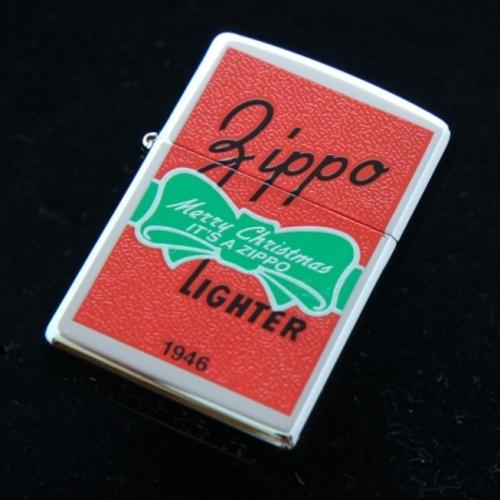 Zippo
Merry Christmas
IT'S A ZIPPO
LIGHTER
1946